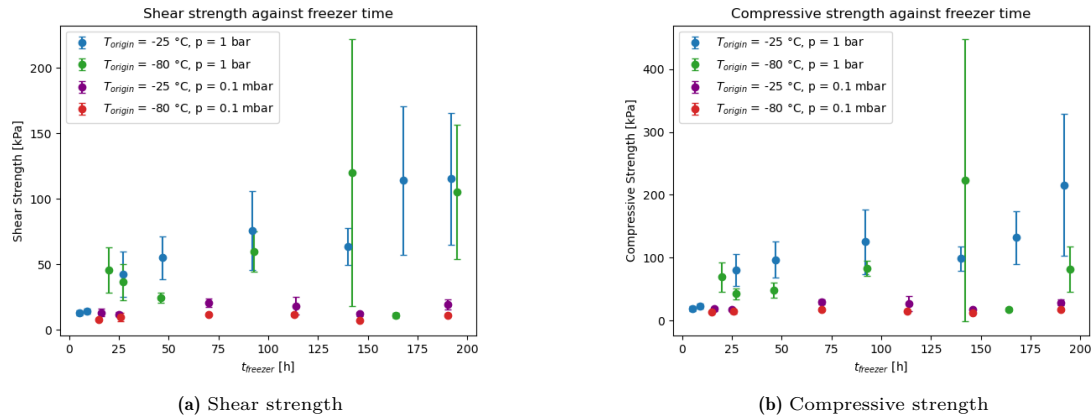 Shear strength against freezer time
T_origin = -25 °C, p = 1 bar
T_origin = -80 °C, p = 1 bar
T_origin = -25 °C, p = 0.1 mbar
T_origin = -80 °C, p = 0.1 mbar
Shear Strength [kPa]
200
150
100
50
0
0 25 50 75 100 125 150 175 200
t_freezer [h]
(a) Shear strength
Compressive strength against freezer time
T_origin = -25 °C, p = 1 bar
T_origin = -80 °C, p = 1 bar
T_origin = -25 °C, p = 0.1 mbar
T_origin = -80 °C, p = 0.1 mbar
Compressive Strength [kPa]
400
300
200
100
0
0 25 50 75 100 125 150 175 200
t_freezer [h]
(b) Compressive strength